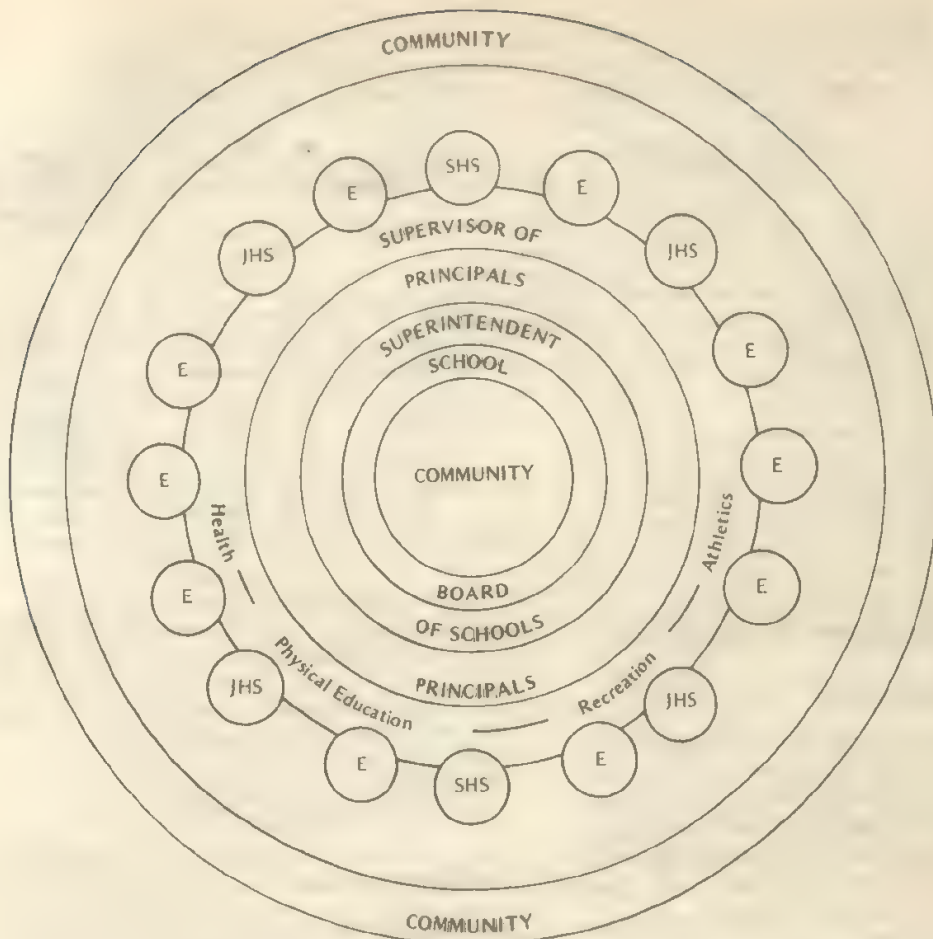 COMMUNITY
SHS
E
E
JHS
JHS
SUPERVISOR OF
PRINCIPALS
SUPERINTENDENT
SCHOOL
E
E
COMMUNITY
E
E
Health
Athletics
E
E
BOARD
OF SCHOOLS
PRINCIPALS
Physical Education
Recreation
JHS
JHS
E
E
SHS
COMMUNITY